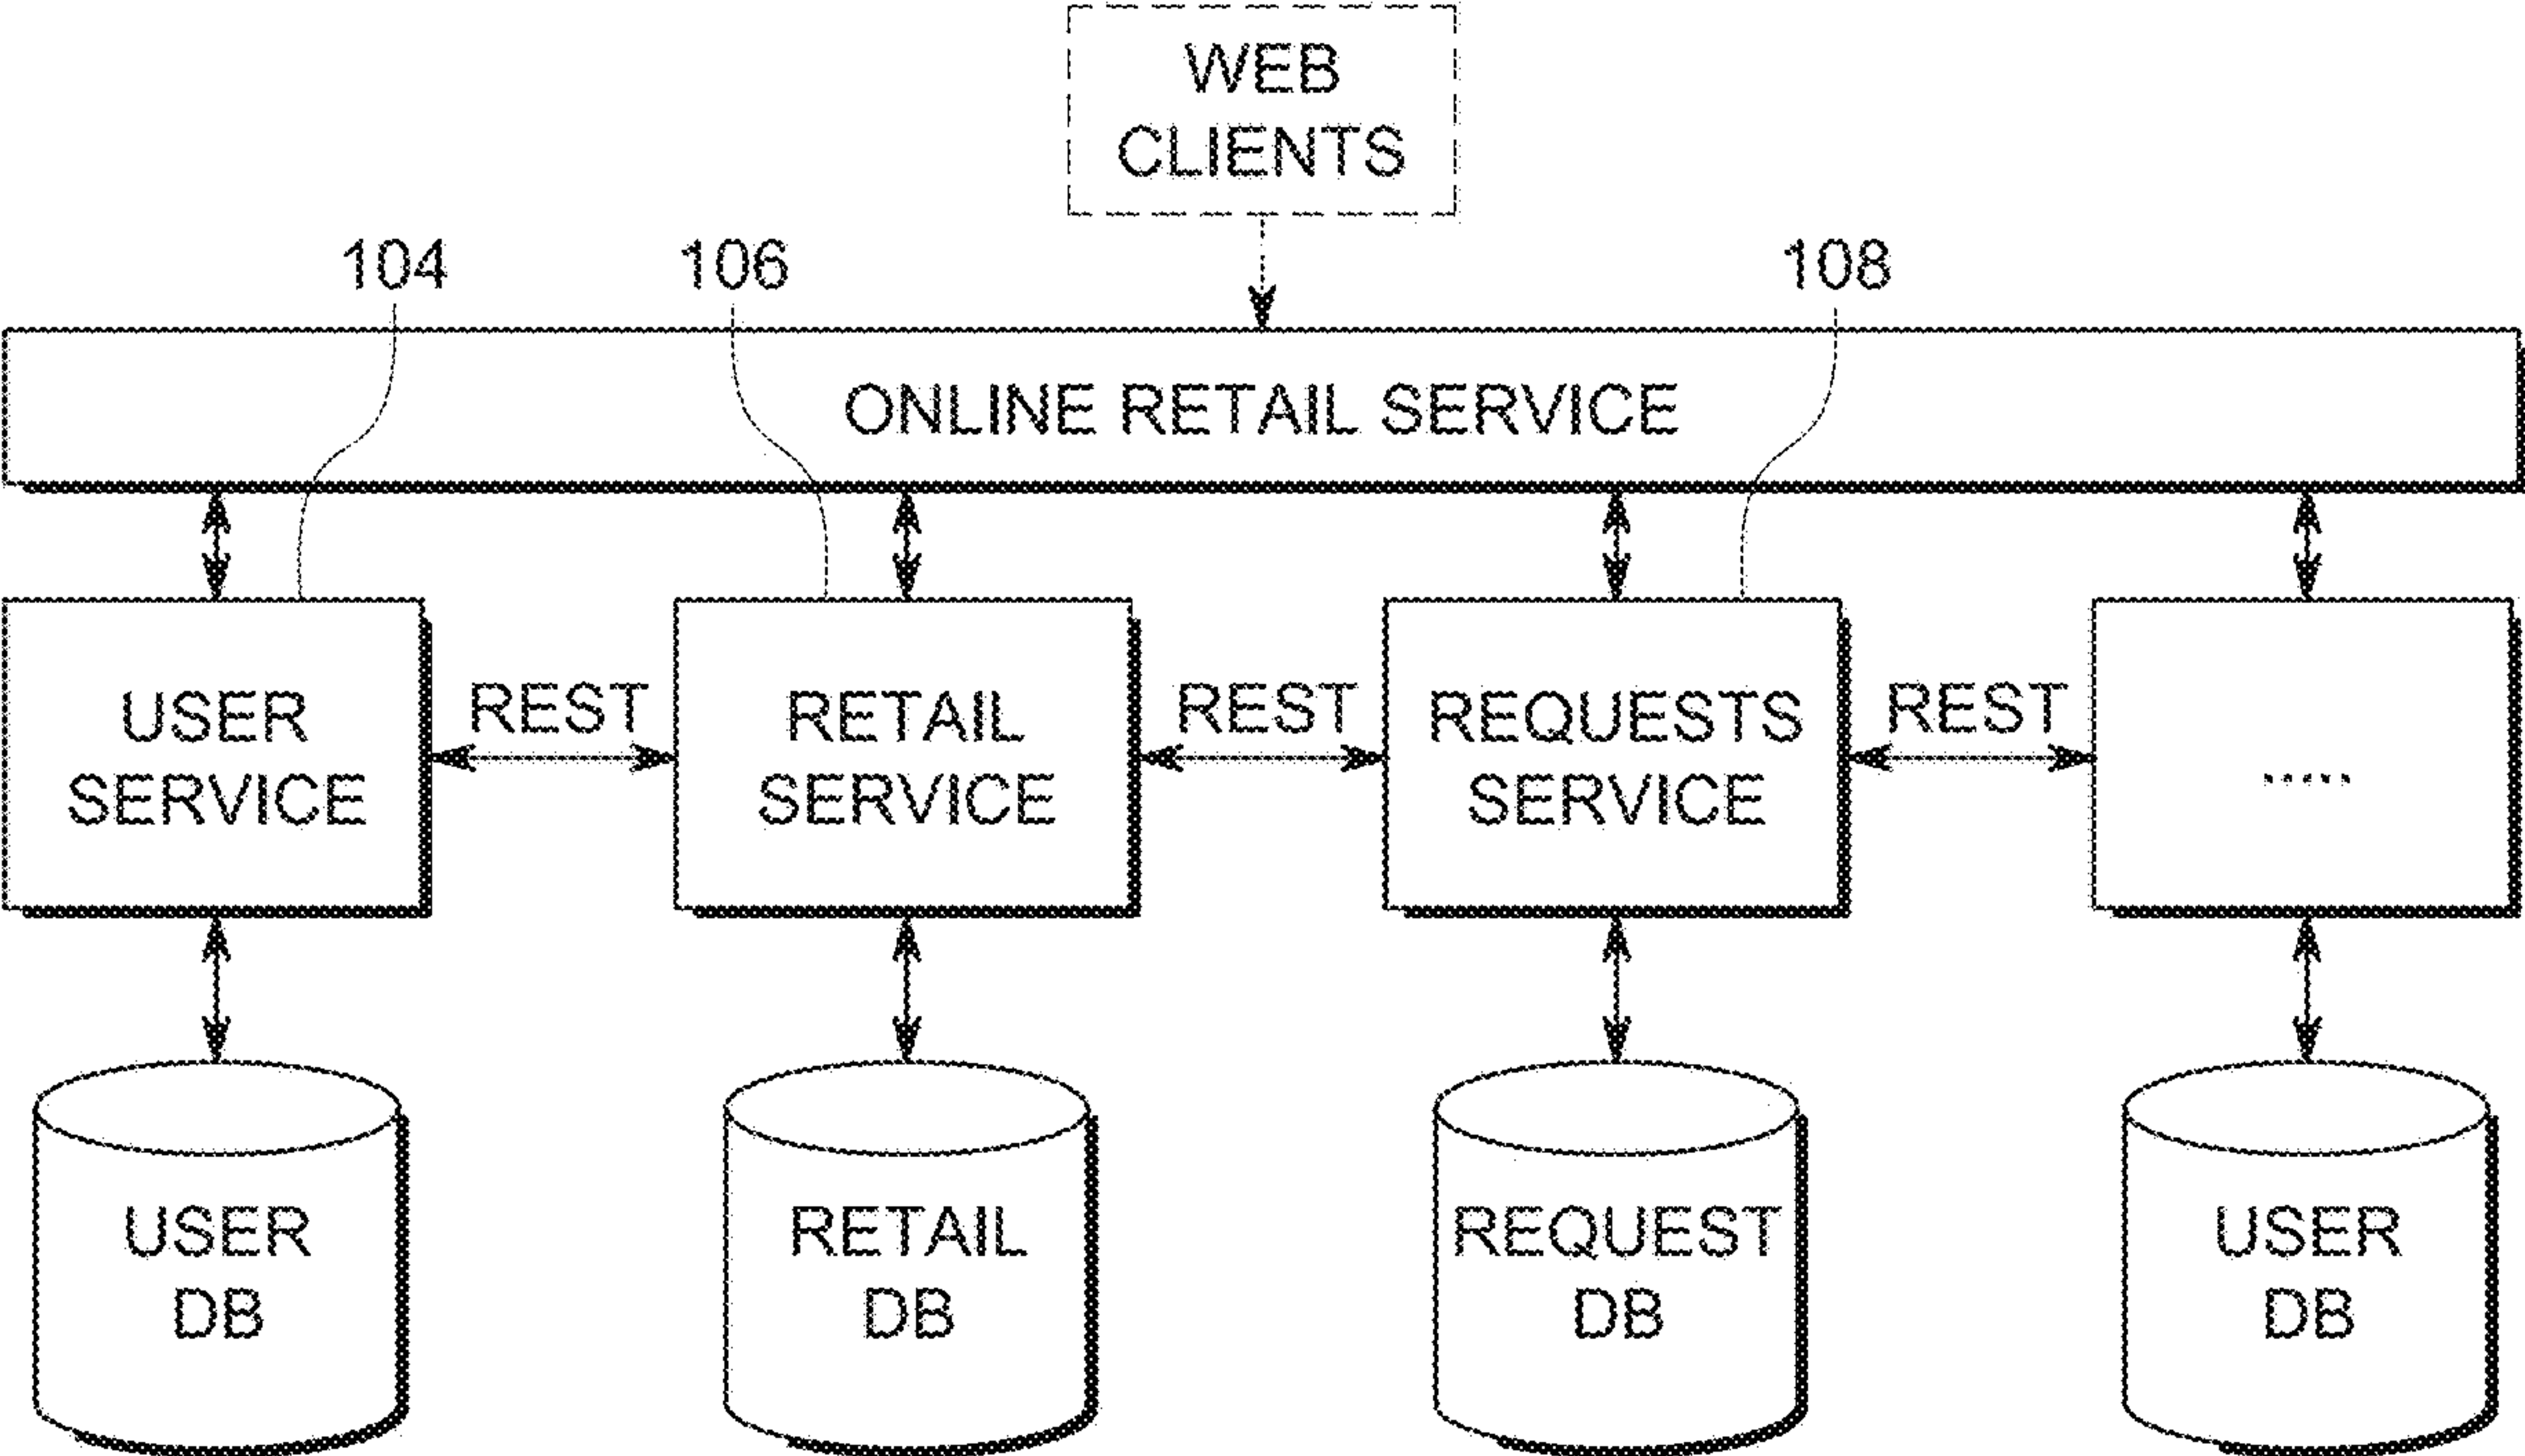 WEB
CLIENTS
104
106
108
ONLINE RETAIL SERVICE
USER
SERVICE
REST
RETAIL
SERVICE
REST
REQUESTS
SERVICE
REST
.....
USER
DB
RETAIL
DB
REQUEST
DB
USER
DB